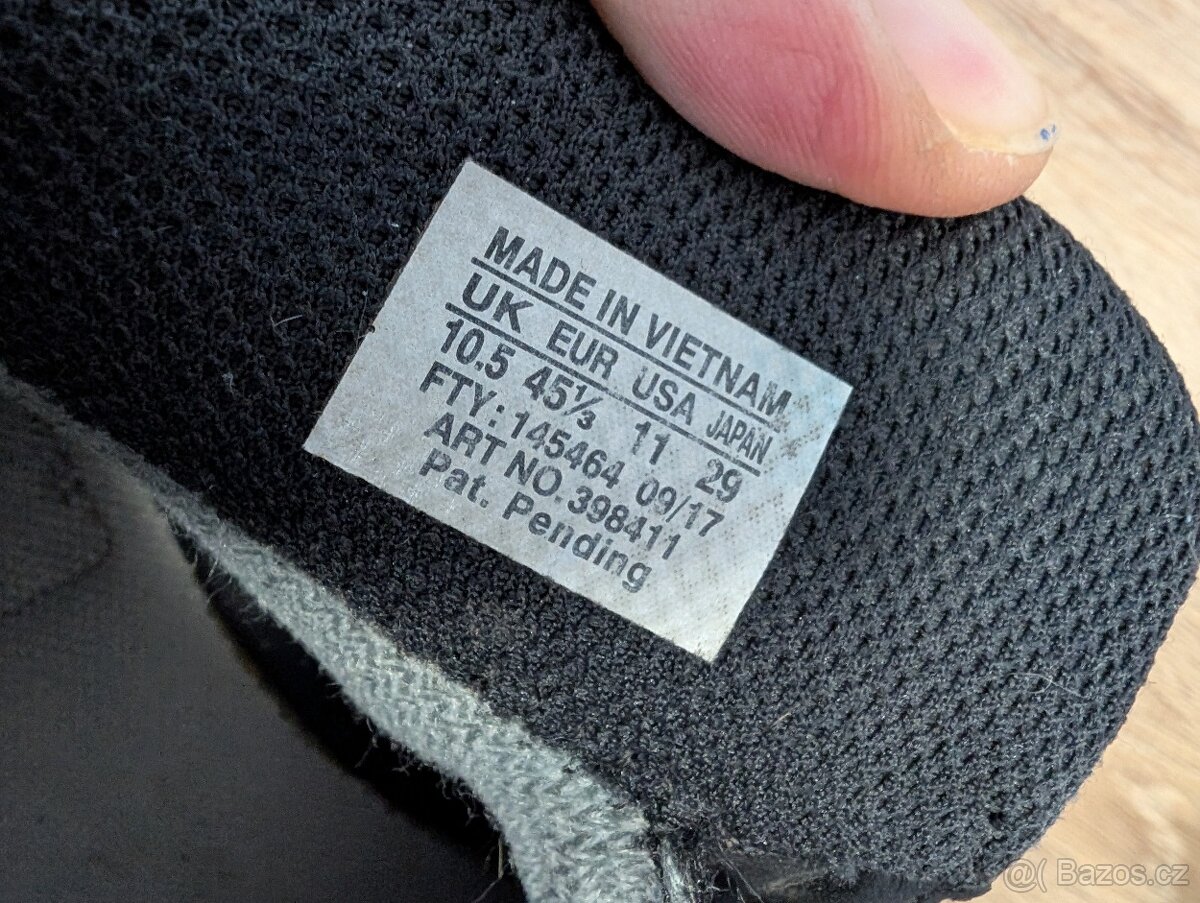 MADE IN VIETNAM
UK EUR USA JAPAN
10.5 45⅓ 11 29
FTY: 145464 09/17
ART NO. 398411
Pat. Pending
@( Bazos.cz